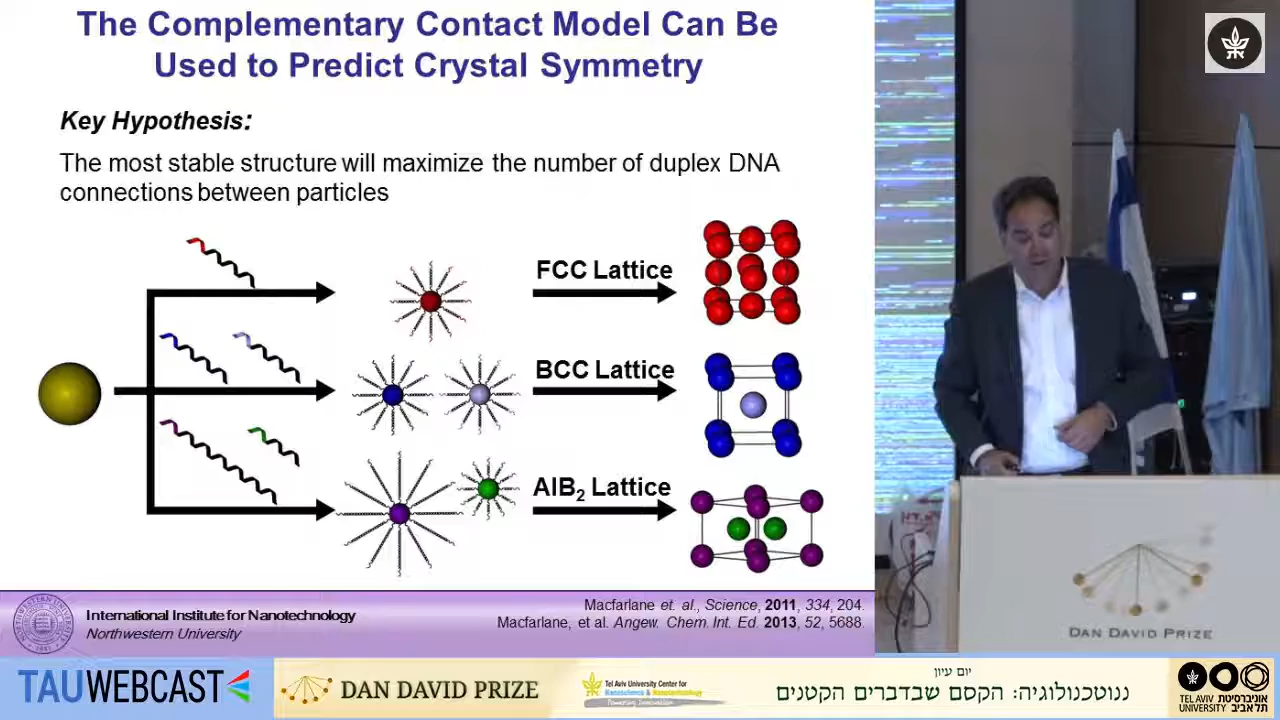 The Complementary Contact Model Can Be
Used to Predict Crystal Symmetry
Key Hypothesis:
The most stable structure will maximize the number of duplex DNA
connections between particles
FCC Lattice
BCC Lattice
AlB2 Lattice
International Institute for Nanotechnology
Northwestern University
Macfarlane et. al., Science, 2011, 334, 204.
Macfarlane, et al. Angew. Chem. Int. Ed. 2013, 52, 5688.
DAN DAVID PRIZE
TAUWEBCAST
DAN DAVID PRIZE
Tel Aviv University Center for
Nanoscience & Nanotechnology
יום עיון
ננוטכנולוגיה: הקסם שבדברים הקטנים
TEL AVIV UNIVERSITY
אוניברסיטת תל אביב